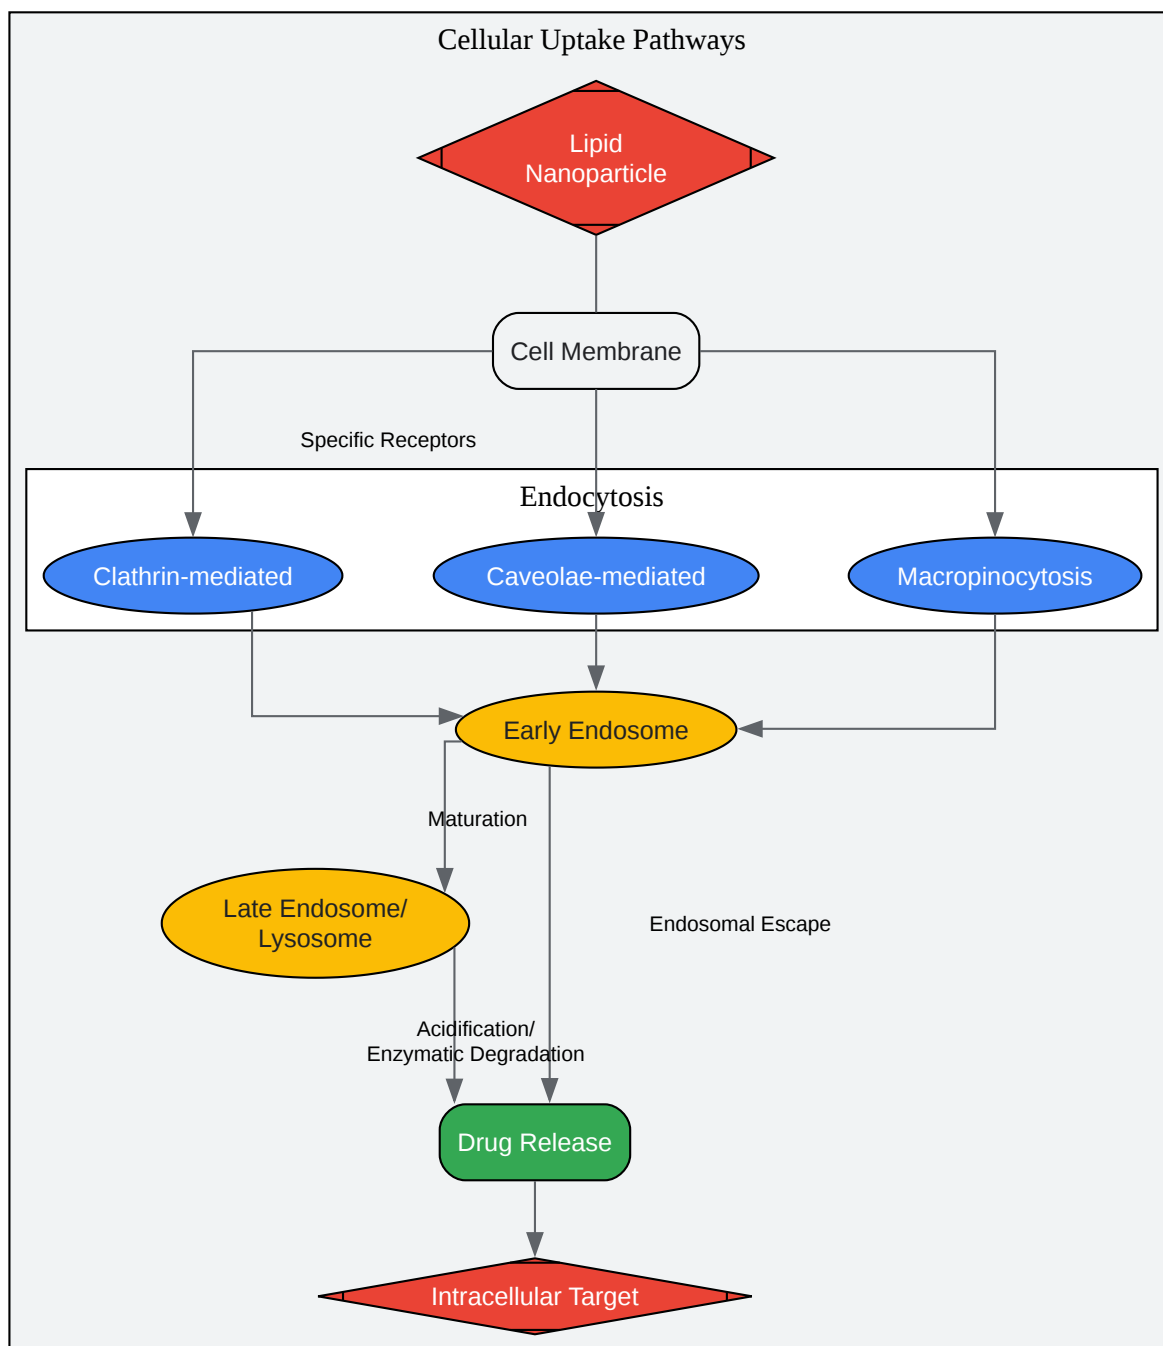 Cellular Uptake Pathways
Lipid
Nanoparticle
Cell Membrane
Specific Receptors
Endocytosis
Clathrin-mediated
Caveolae-mediated
Macropinocytosis
Early Endosome
Maturation
Late Endosome/
Lysosome
Endosomal Escape
Acidification/
Enzymatic Degradation
Drug Release
Intracellular Target